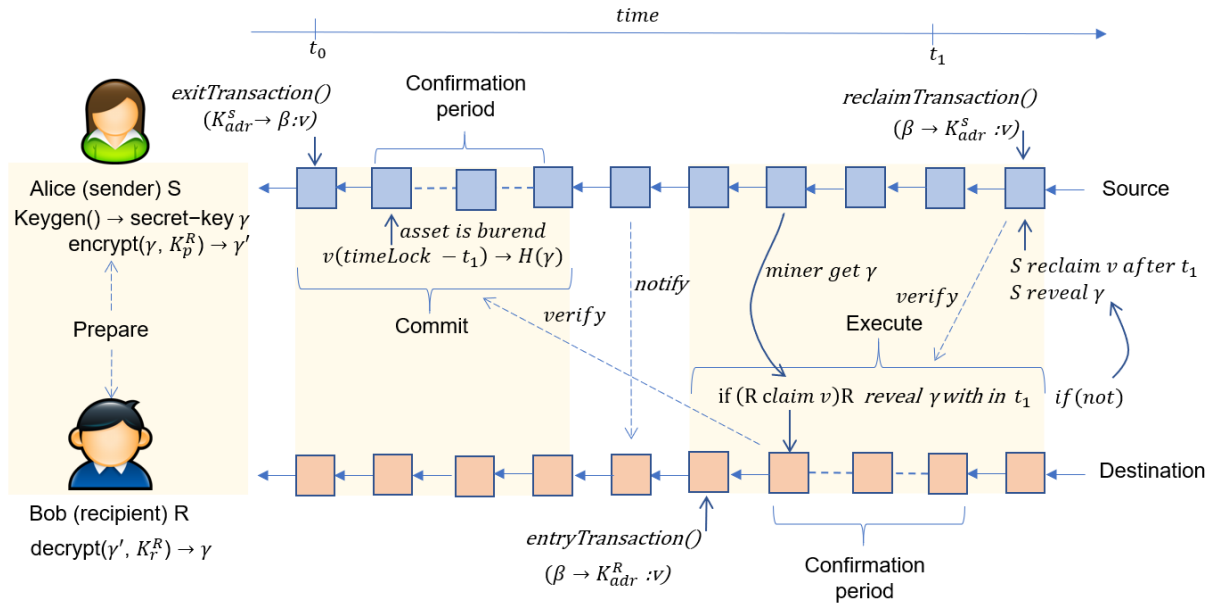 time
t₀
t₁
exitTransaction()
(K^s_adr → β:v)
Confirmation
period
reclaimTransaction()
(β → K^s_adr :v)
Alice (sender) S
Keygen() → secret−key γ
encrypt(γ, K^R_p) → γ′
Source
asset is burend
v(timeLock − t₁) → H(γ)
Commit
verify
notify
miner get γ
verify
S reclaim v after t₁
S reveal γ
Prepare
Execute
if (R claim v)R reveal γ with in t₁
if(not)
Destination
Bob (recipient) R
decrypt(γ′, K^R_r) → γ
entryTransaction()
(β → K^R_adr :v)
Confirmation
period